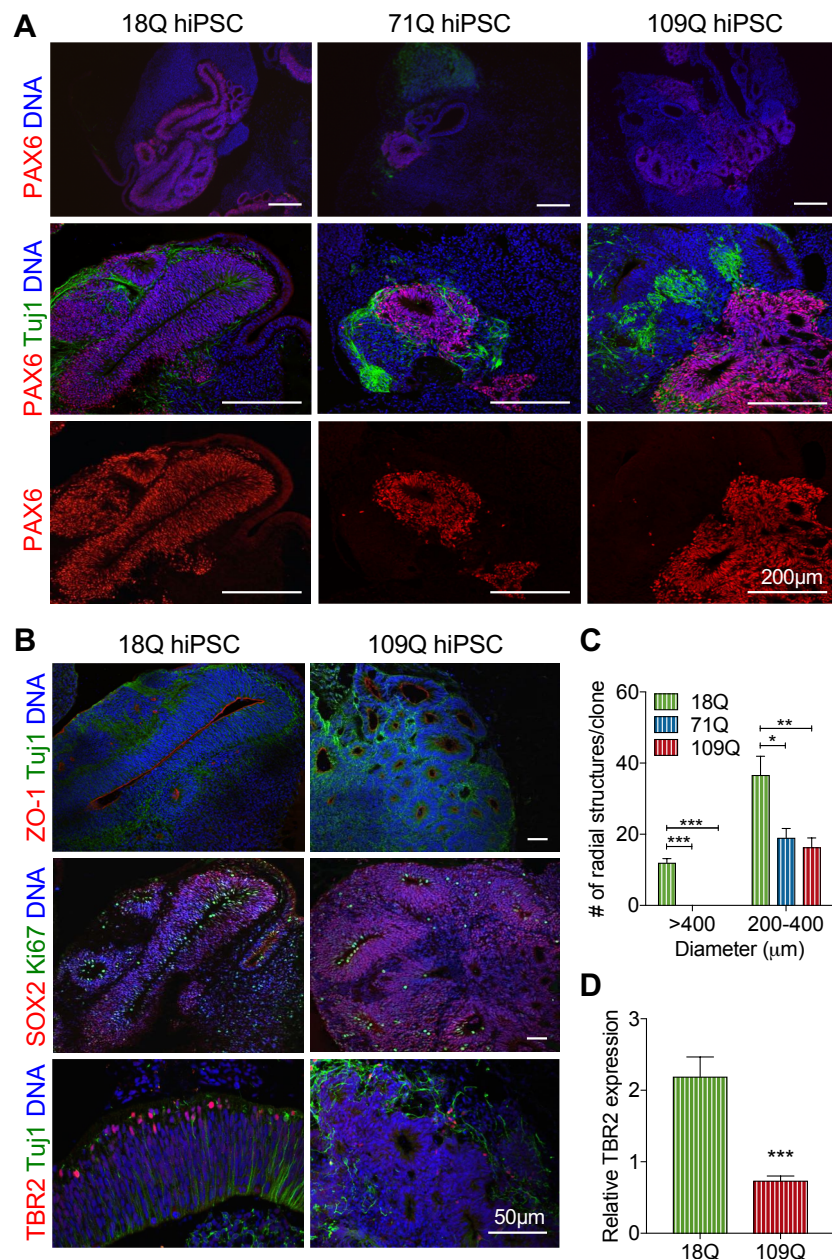 A
18Q hiPSC
71Q hiPSC
109Q hiPSC
PAX6 DNA
PAX6 Tuj1 DNA
PAX6
200µm
B
18Q hiPSC
109Q hiPSC
ZO-1 Tuj1 DNA
SOX2 Ki67 DNA
TBR2 Tuj1 DNA
50µm
C
# of radial structures/clone
60
40
20
0
18Q
71Q
109Q
***
***
**
*
>400
200-400
Diameter (µm)
D
Relative TBR2 expression
3
2
1
0
***
18Q
109Q